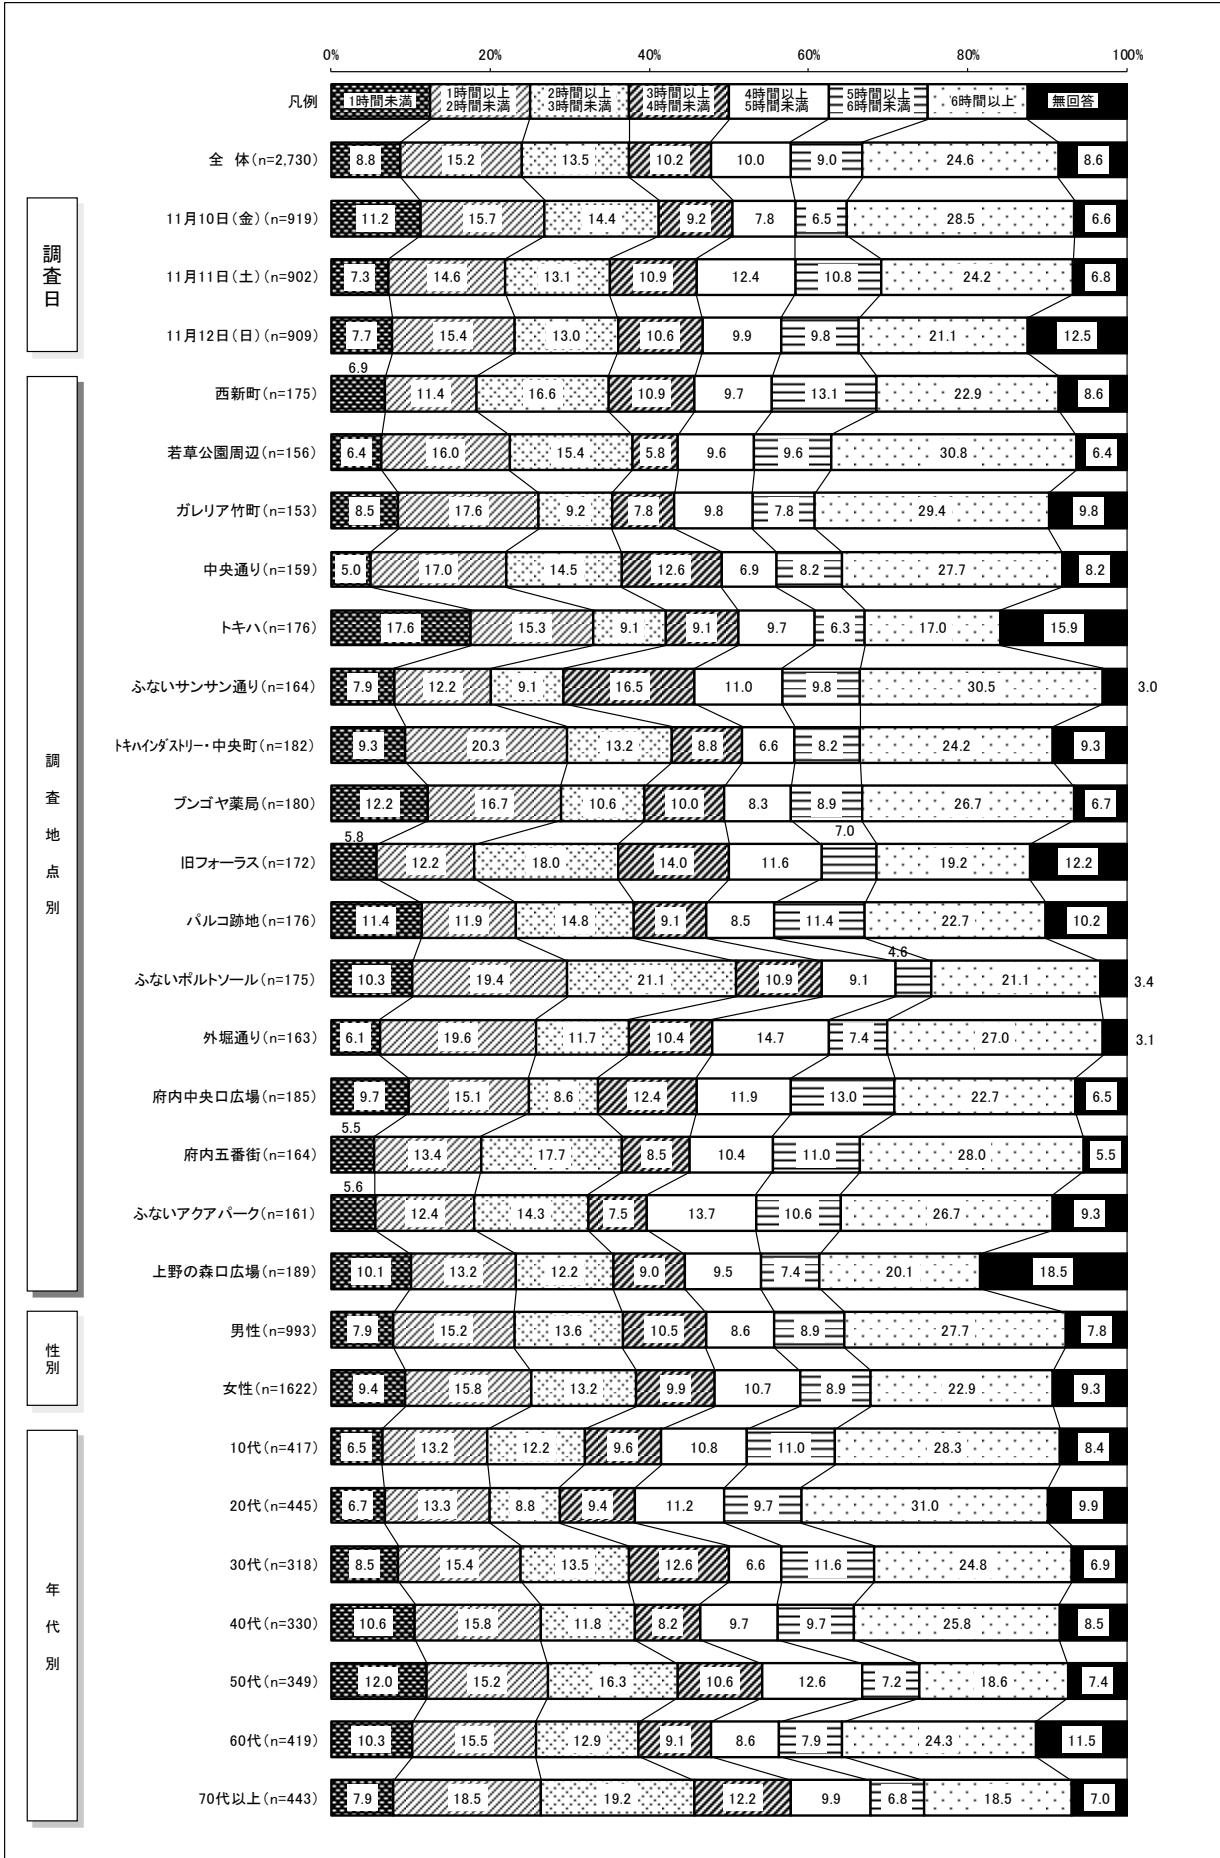 0% 20% 40% 60% 80% 100%
凡例 1時間未満 1時間以上2時間未満 2時間以上3時間未満 3時間以上4時間未満 4時間以上5時間未満 5時間以上6時間未満 6時間以上 無回答
全 体(n=2,730) 8.8 15.2 13.5 10.2 10.0 9.0 24.6 8.6
調査日
11月10日(金)(n=919) 11.2 15.7 14.4 9.2 7.8 6.5 28.5 6.6
11月11日(土)(n=902) 7.3 14.6 13.1 10.9 12.4 10.8 24.2 6.8
11月12日(日)(n=909) 7.7 15.4 13.0 10.6 9.9 9.8 21.1 12.5
調査地点別
西新町(n=175) 6.9 11.4 16.6 10.9 9.7 13.1 22.9 8.6
若草公園周辺(n=156) 6.4 16.0 15.4 5.8 9.6 9.6 30.8 6.4
ガレリア竹町(n=153) 8.5 17.6 9.2 7.8 9.8 7.8 29.4 9.8
中央通り(n=159) 5.0 17.0 14.5 12.6 6.9 8.2 27.7 8.2
トキハ(n=176) 17.6 15.3 9.1 9.1 9.7 6.3 17.0 15.9
ふないサンサン通り(n=164) 7.9 12.2 9.1 16.5 11.0 9.8 30.5 3.0
トキハインダストリー・中央町(n=182) 9.3 20.3 13.2 8.8 6.6 8.2 24.2 9.3
ブンゴヤ薬局(n=180) 12.2 16.7 10.6 10.0 8.3 8.9 26.7 6.7
旧フォーラス(n=172) 5.8 12.2 18.0 14.0 11.6 7.0 19.2 12.2
パルコ跡地(n=176) 11.4 11.9 14.8 9.1 8.5 11.4 22.7 10.2
ふないポルトソール(n=175) 10.3 19.4 21.1 10.9 9.1 4.6 21.1 3.4
外堀通り(n=163) 6.1 19.6 11.7 10.4 14.7 7.4 27.0 3.1
府内中央口広場(n=185) 9.7 15.1 8.6 12.4 11.9 13.0 22.7 6.5
府内五番街(n=164) 5.5 13.4 17.7 8.5 10.4 11.0 28.0 5.5
ふないアクアパーク(n=161) 5.6 12.4 14.3 7.5 13.7 10.6 26.7 9.3
上野の森口広場(n=189) 10.1 13.2 12.2 9.0 9.5 7.4 20.1 18.5
性別
男性(n=993) 7.9 15.2 13.6 10.5 8.6 8.9 27.7 7.8
女性(n=1622) 9.4 15.8 13.2 9.9 10.7 8.9 22.9 9.3
年代別
10代(n=417) 6.5 13.2 12.2 9.6 10.8 11.0 28.3 8.4
20代(n=445) 6.7 13.3 8.8 9.4 11.2 9.7 31.0 9.9
30代(n=318) 8.5 15.4 13.5 12.6 6.6 11.6 24.8 6.9
40代(n=330) 10.6 15.8 11.8 8.2 9.7 9.7 25.8 8.5
50代(n=349) 12.0 15.2 16.3 10.6 12.6 7.2 18.6 7.4
60代(n=419) 10.3 15.5 12.9 9.1 8.6 7.9 24.3 11.5
70代以上(n=443) 7.9 18.5 19.2 12.2 9.9 6.8 18.5 7.0